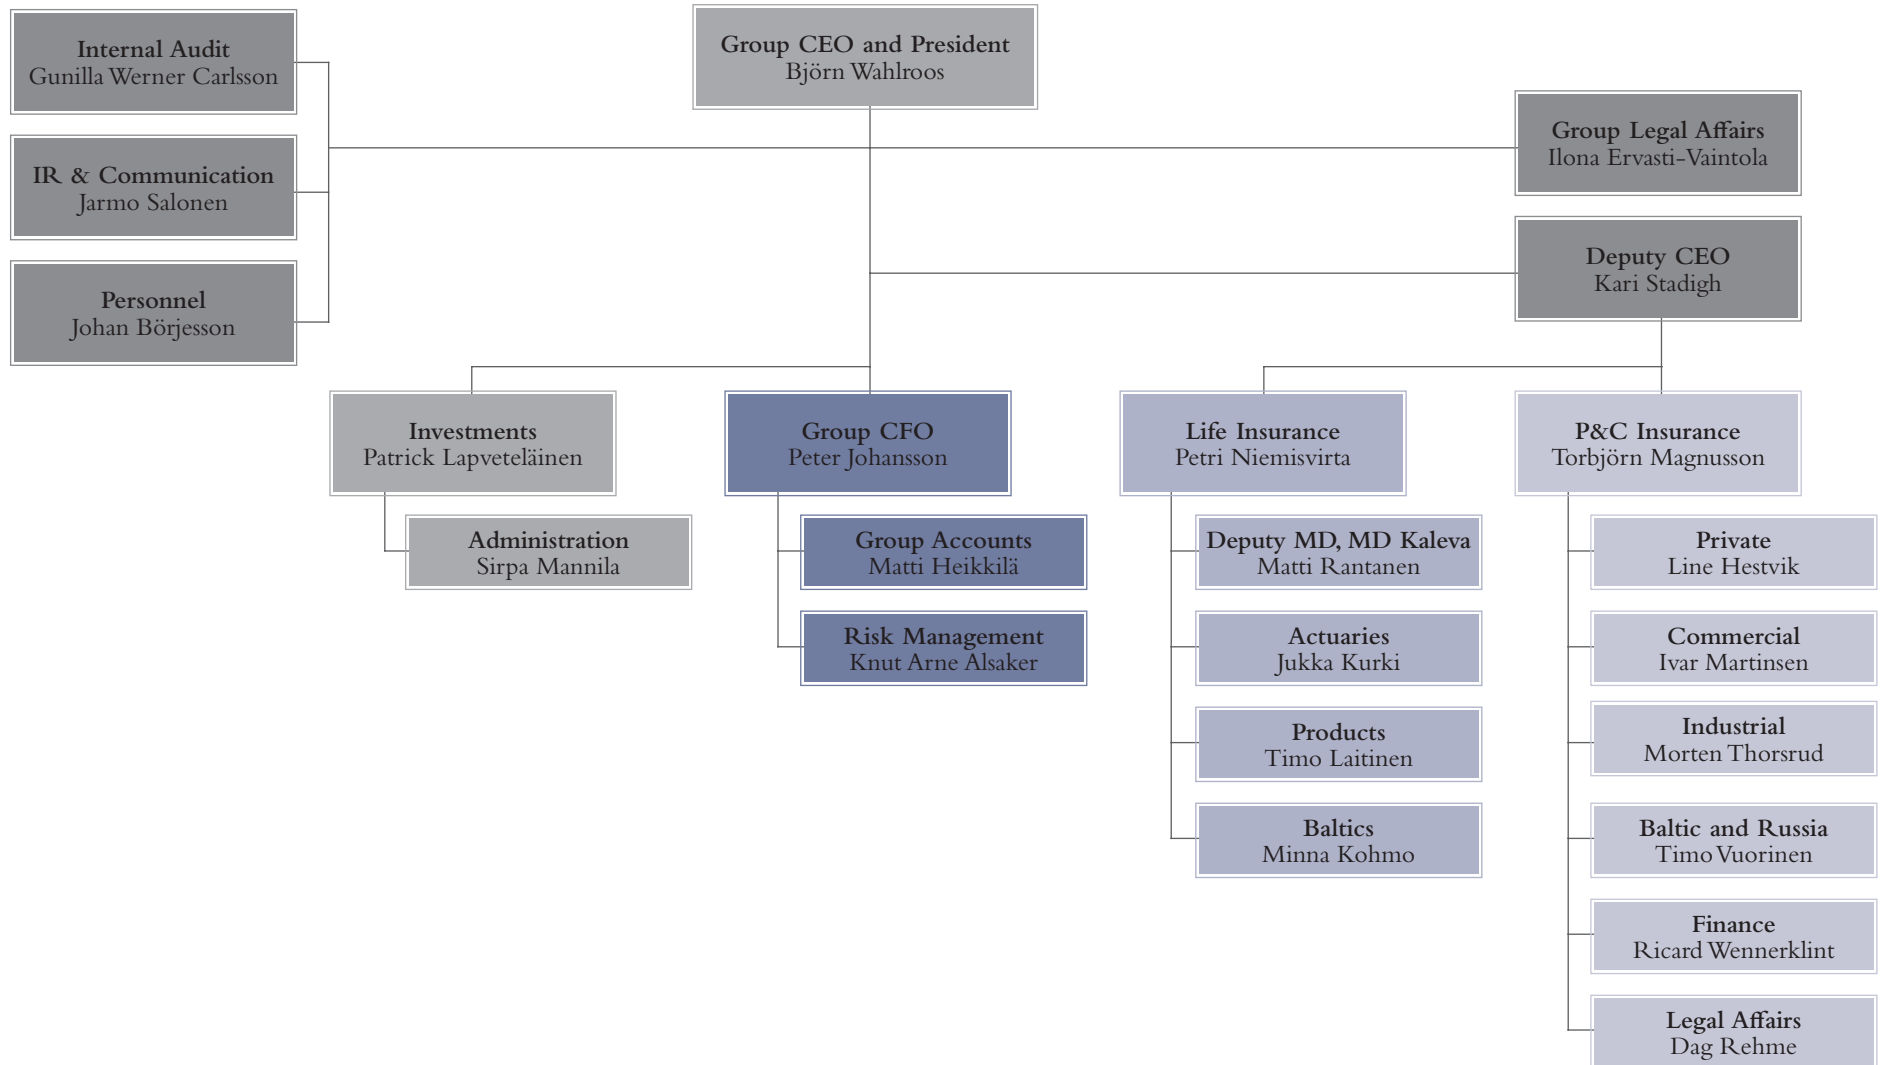 Group CEO and President
Björn Wahlroos
Internal Audit
Gunilla Werner Carlsson
IR & Communication
Jarmo Salonen
Personnel
Johan Börjesson
Group Legal Affairs
Ilona Ervasti-Vaintola
Deputy CEO
Kari Stadigh
Investments
Patrick Lapveteläinen
Administration
Sirpa Mannila
Group CFO
Peter Johansson
Group Accounts
Matti Heikkilä
Risk Management
Knut Arne Alsaker
Life Insurance
Petri Niemisvirta
Deputy MD, MD Kaleva
Matti Rantanen
Actuaries
Jukka Kurki
Products
Timo Laitinen
Baltics
Minna Kohmo
P&C Insurance
Torbjörn Magnusson
Private
Line Hestvik
Commercial
Ivar Martinsen
Industrial
Morten Thorsrud
Baltic and Russia
Timo Vuorinen
Finance
Ricard Wennerklint
Legal Affairs
Dag Rehme